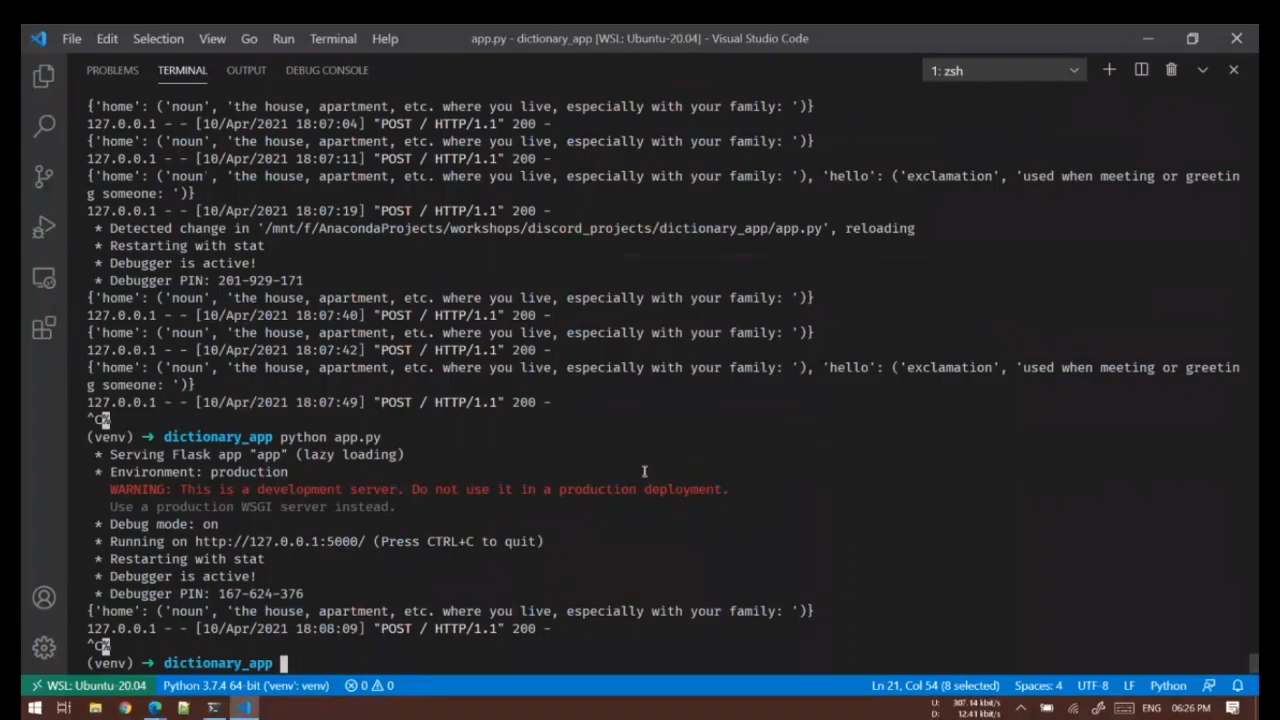 File Edit Selection View Go Run Terminal Help app.py - dictionary_app [WSL: Ubuntu-20.04] - Visual Studio Code
PROBLEMS TERMINAL OUTPUT DEBUG CONSOLE 1: zsh
{'home': ('noun', 'the house, apartment, etc. where you live, especially with your family: ')}
127.0.0.1 - - [10/Apr/2021 18:07:04] "POST / HTTP/1.1" 200 -
{'home': ('noun', 'the house, apartment, etc. where you live, especially with your family: ')}
127.0.0.1 - - [10/Apr/2021 18:07:11] "POST / HTTP/1.1" 200 -
{'home': ('noun', 'the house, apartment, etc. where you live, especially with your family: '), 'hello': ('exclamation', 'used when meeting or greetin
g someone: ')}
127.0.0.1 - - [10/Apr/2021 18:07:19] "POST / HTTP/1.1" 200 -
* Detected change in '/mnt/f/AnacondaProjects/workshops/discord_projects/dictionary_app/app.py', reloading
* Restarting with stat
* Debugger is active!
* Debugger PIN: 201-929-171
{'home': ('noun', 'the house, apartment, etc. where you live, especially with your family: ')}
127.0.0.1 - - [10/Apr/2021 18:07:40] "POST / HTTP/1.1" 200 -
{'home': ('noun', 'the house, apartment, etc. where you live, especially with your family: ')}
127.0.0.1 - - [10/Apr/2021 18:07:42] "POST / HTTP/1.1" 200 -
{'home': ('noun', 'the house, apartment, etc. where you live, especially with your family: '), 'hello': ('exclamation', 'used when meeting or greetin
g someone: ')}
127.0.0.1 - - [10/Apr/2021 18:07:49] "POST / HTTP/1.1" 200 -
^C%
(venv) → dictionary_app python app.py
* Serving Flask app "app" (lazy loading)
* Environment: production
WARNING: This is a development server. Do not use it in a production deployment.
Use a production WSGI server instead.
* Debug mode: on
* Running on http://127.0.0.1:5000/ (Press CTRL+C to quit)
* Restarting with stat
* Debugger is active!
* Debugger PIN: 167-624-376
{'home': ('noun', 'the house, apartment, etc. where you live, especially with your family: ')}
127.0.0.1 - - [10/Apr/2021 18:08:09] "POST / HTTP/1.1" 200 -
^C%
(venv) → dictionary_app
WSL: Ubuntu-20.04 Python 3.7.4 64-bit ('venv': venv) 0 0 Ln 21, Col 54 (8 selected) Spaces: 4 UTF-8 LF Python
U: 307.14 kbit/s
D: 12.41 kbit/s
ENG 06:26 PM